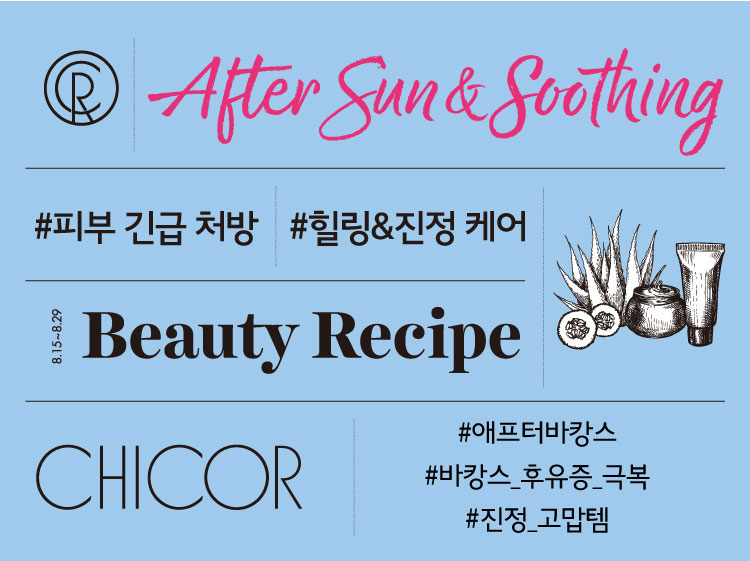 CR
After Sun & Soothing
#피부 긴급 처방
#힐링&진정 케어
8.15~8.29
Beauty Recipe
CHICOR
#애프터바캉스
#바캉스_후유증_극복
#진정_고맙템